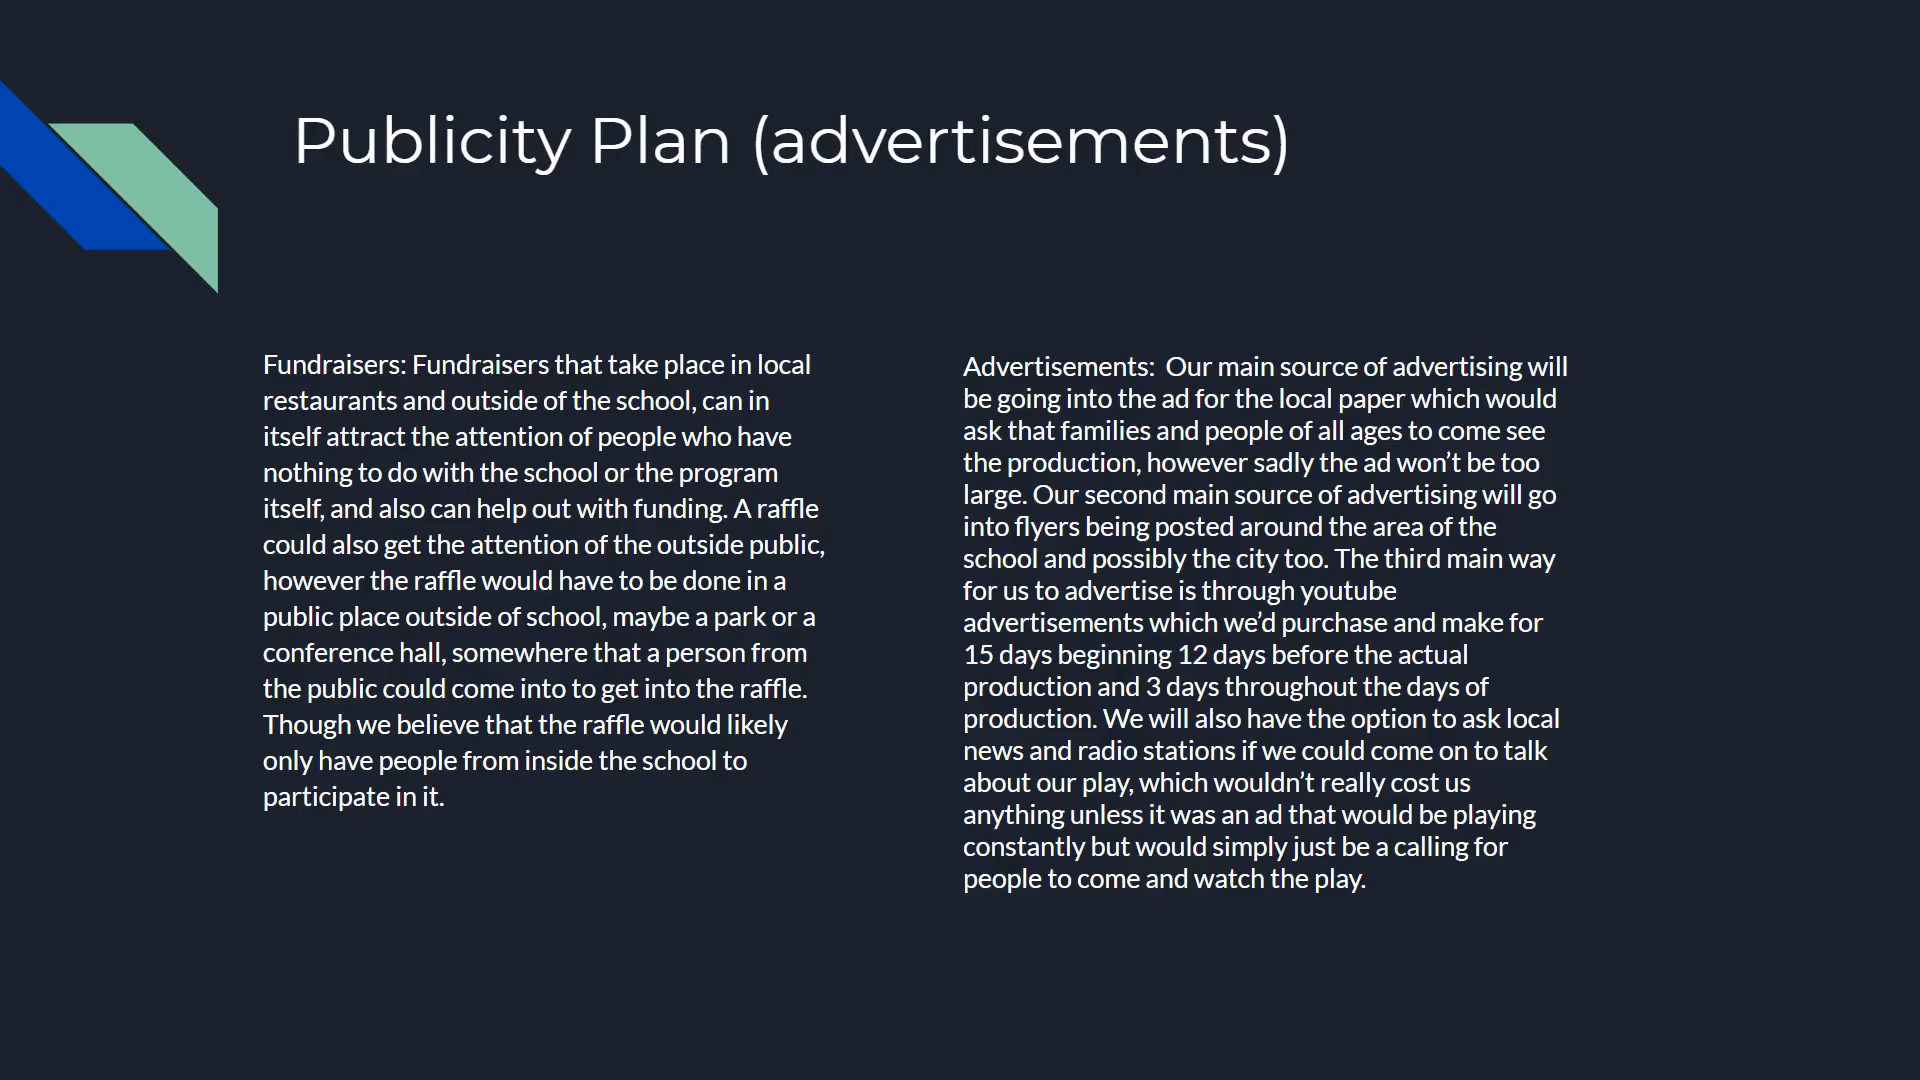 Publicity Plan (advertisements)
Fundraisers: Fundraisers that take place in local
restaurants and outside of the school, can in
itself attract the attention of people who have
nothing to do with the school or the program
itself, and also can help out with funding. A raffle
could also get the attention of the outside public,
however the raffle would have to be done in a
public place outside of school, maybe a park or a
conference hall, somewhere that a person from
the public could come into to get into the raffle.
Though we believe that the raffle would likely
only have people from inside the school to
participate in it.
Advertisements:  Our main source of advertising will
be going into the ad for the local paper which would
ask that families and people of all ages to come see
the production, however sadly the ad won’t be too
large. Our second main source of advertising will go
into flyers being posted around the area of the
school and possibly the city too. The third main way
for us to advertise is through youtube
advertisements which we’d purchase and make for
15 days beginning 12 days before the actual
production and 3 days throughout the days of
production. We will also have the option to ask local
news and radio stations if we could come on to talk
about our play, which wouldn’t really cost us
anything unless it was an ad that would be playing
constantly but would simply just be a calling for
people to come and watch the play.